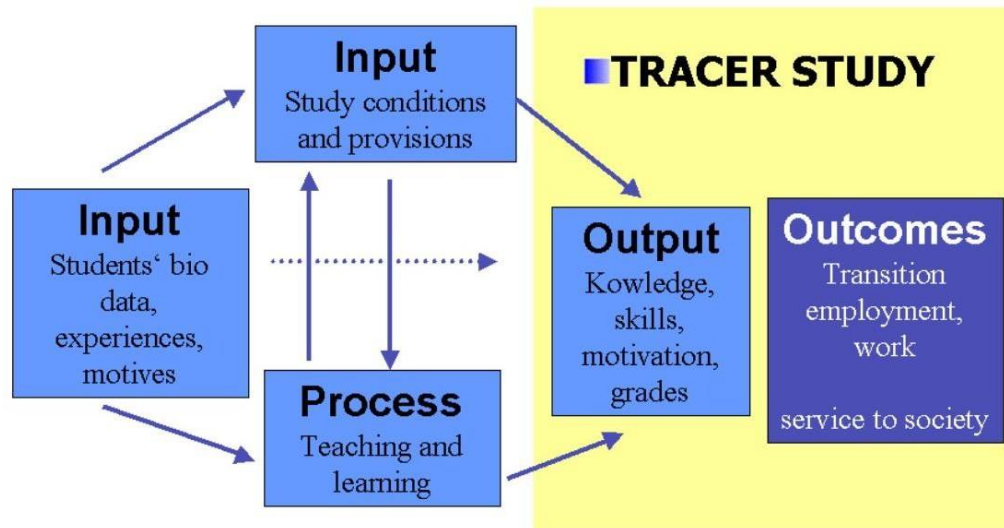 Input
Study conditions
and provisions
TRACER STUDY
Input
Students‘ bio
data,
experiences,
motives
Output
Kowledge,
skills,
motivation,
grades
Outcomes
Transition
employment,
work
service to society
Process
Teaching and
learning